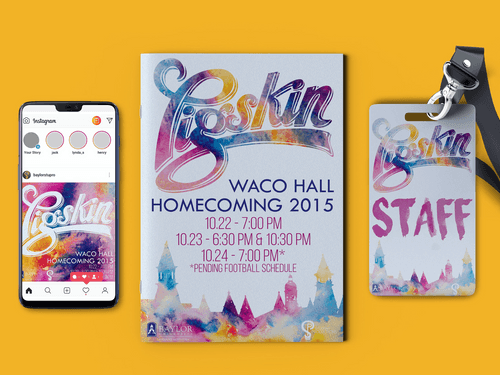 Instagram
Your Story
jack
lynda_o
henry
Pigskin
WACO HALL
HOMECOMING 2015
Pigskin
WACO HALL
HOMECOMING 2015
10.22 - 7:00 PM
10.23 - 6:30 PM & 10:30 PM
10.24 - 7:00 PM*
*PENDING FOOTBALL SCHEDULE
BAYLOR
Pigskin
STAFF